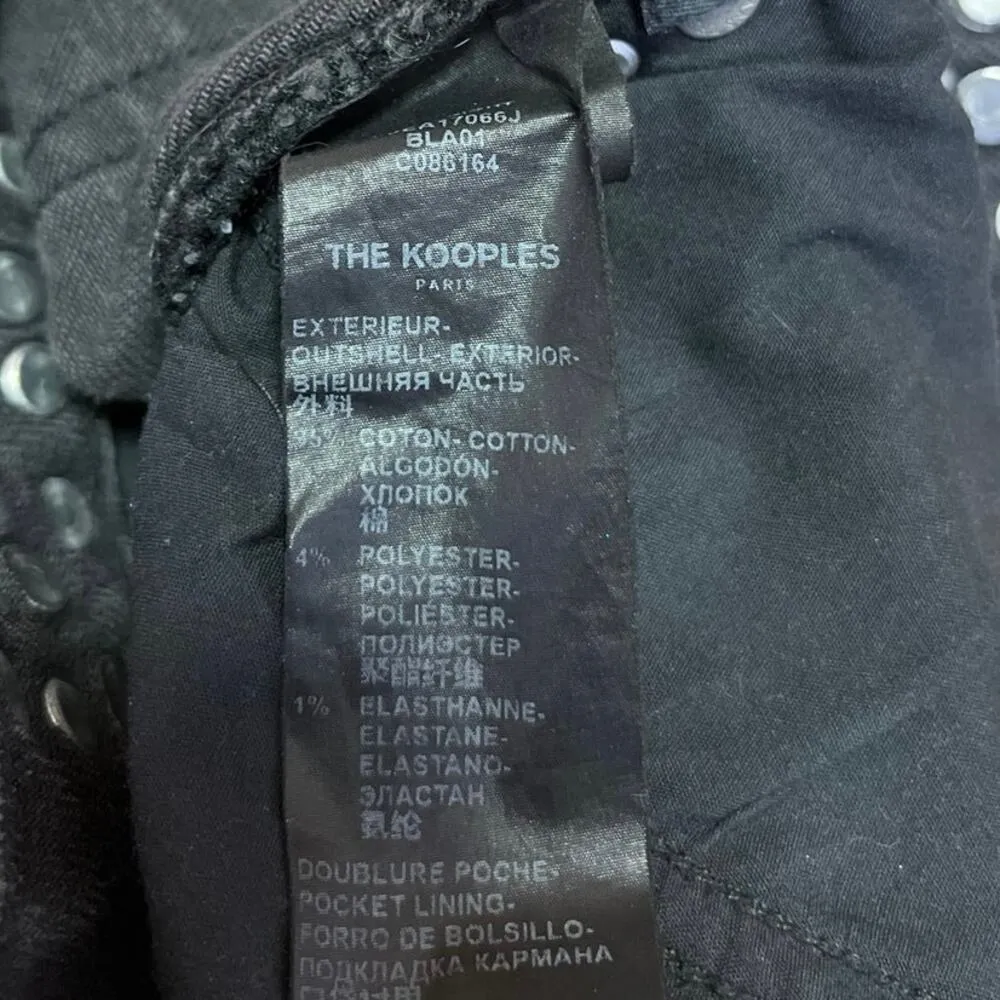 BLA01
C086164
THE KOOPLES
PARIS
EXTERIEUR-
OUTSHELL- EXTERIOR-
ВНЕШНЯЯ ЧАСТЬ
外料
95% COTON- COTTON-
ALGODÓN-
ХЛОПОК
棉
4% POLYESTER-
POLYESTER-
POLIÉSTER-
ПОЛИЭСТЕР
聚酯纤维
1% ELASTHANNE-
ELASTANE-
ELASTANO-
ЭЛАСТАН
氨纶
DOUBLURE POCHE-
POCKET LINING-
FORRO DE BOLSILLO-
ПОДКЛАДКА КАРМАНА